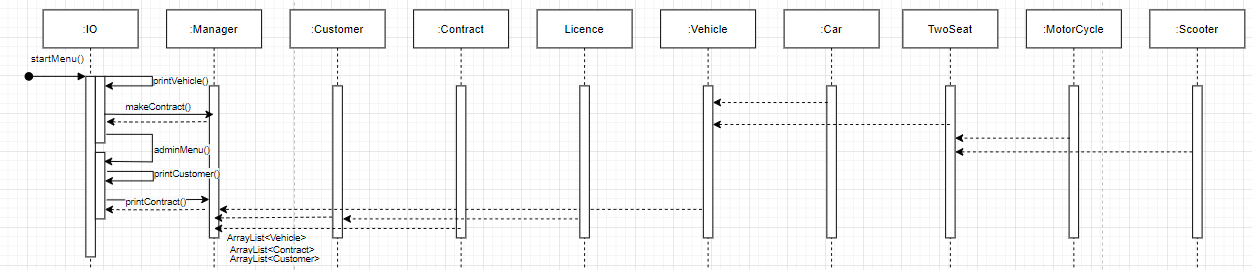 :IO
:Manager
:Customer
:Contract
Licence
:Vehicle
:Car
TwoSeat
:MotorCycle
:Scooter
startMenu()
printVehicle()
makeContract()
adminMenu()
printCustomer()
printContract()
ArrayList<Vehicle>
ArrayList<Contract>
ArrayList<Customer>